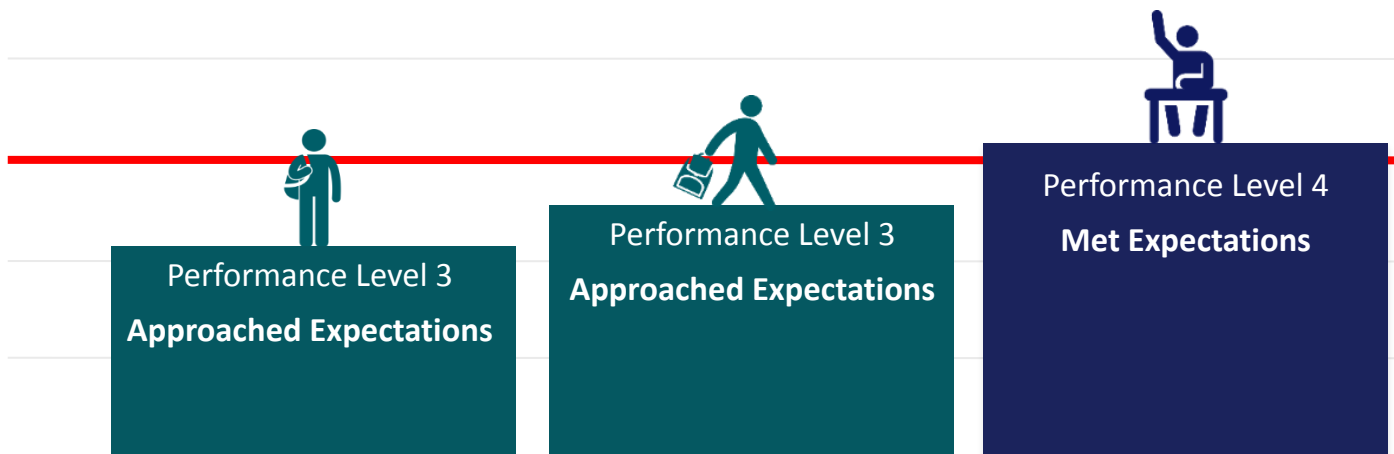 Performance Level 3
Approached Expectations
Performance Level 3
Approached Expectations
Performance Level 4
Met Expectations